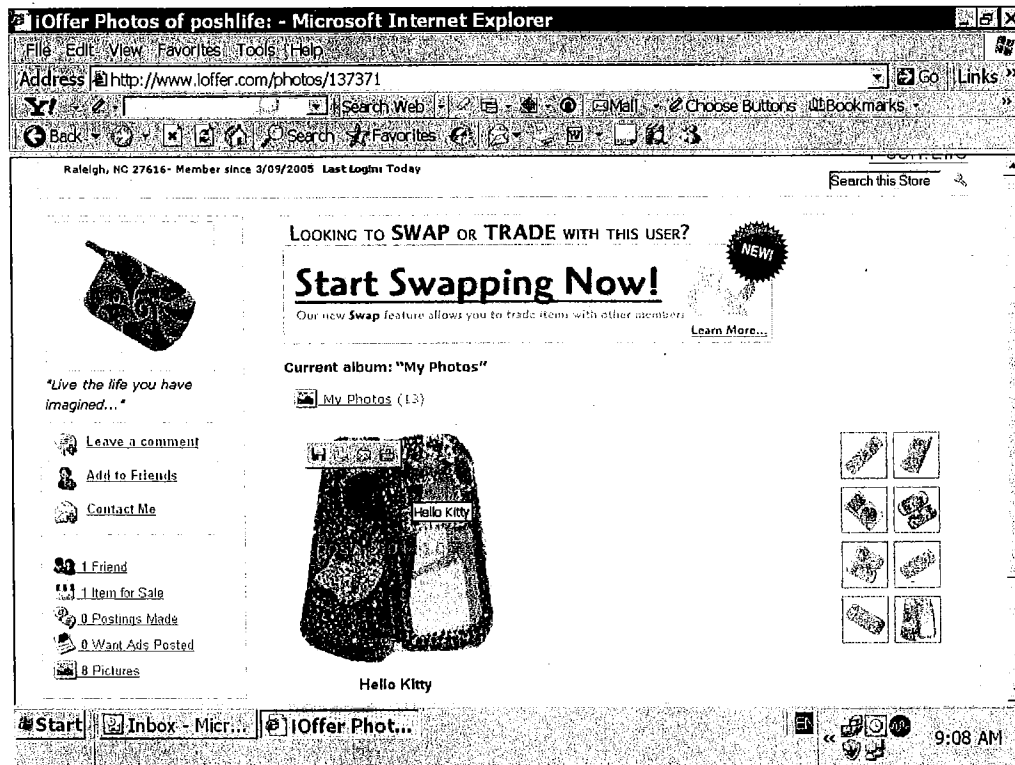 iOffer Photos of poshlife: - Microsoft Internet Explorer
File Edit View Favorites Tools Help
Address http://www.ioffer.com/photos/137371 Go Links »
Y! Search Web Mail Choose Buttons Bookmarks »
Back Search Favorites
Raleigh, NC 27616- Member since 3/09/2005 Last Login: Today
Search this Store
LOOKING TO SWAP OR TRADE WITH THIS USER?
NEW!
Start Swapping Now!
Our new Swap feature allows you to trade items with other members
Learn More...
Current album: "My Photos"
"Live the life you have
imagined..."
My Photos (13)
Leave a comment
Add to Friends
Contact Me
Hello Kitty
1 Friend
1 Item for Sale
0 Postings Made
0 Want Ads Posted
8 Pictures
Hello Kitty
Start Inbox - Micr... iOffer Phot... EN « 9:08 AM